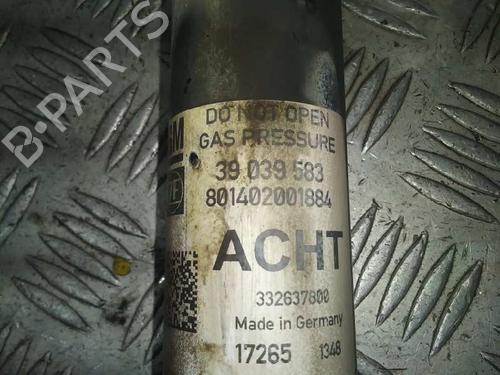 B-PARTS
DO NOT OPEN
GAS PRESSURE
39 039 583
801402001884
ACHT
332637800
Made in Germany
17265 1348